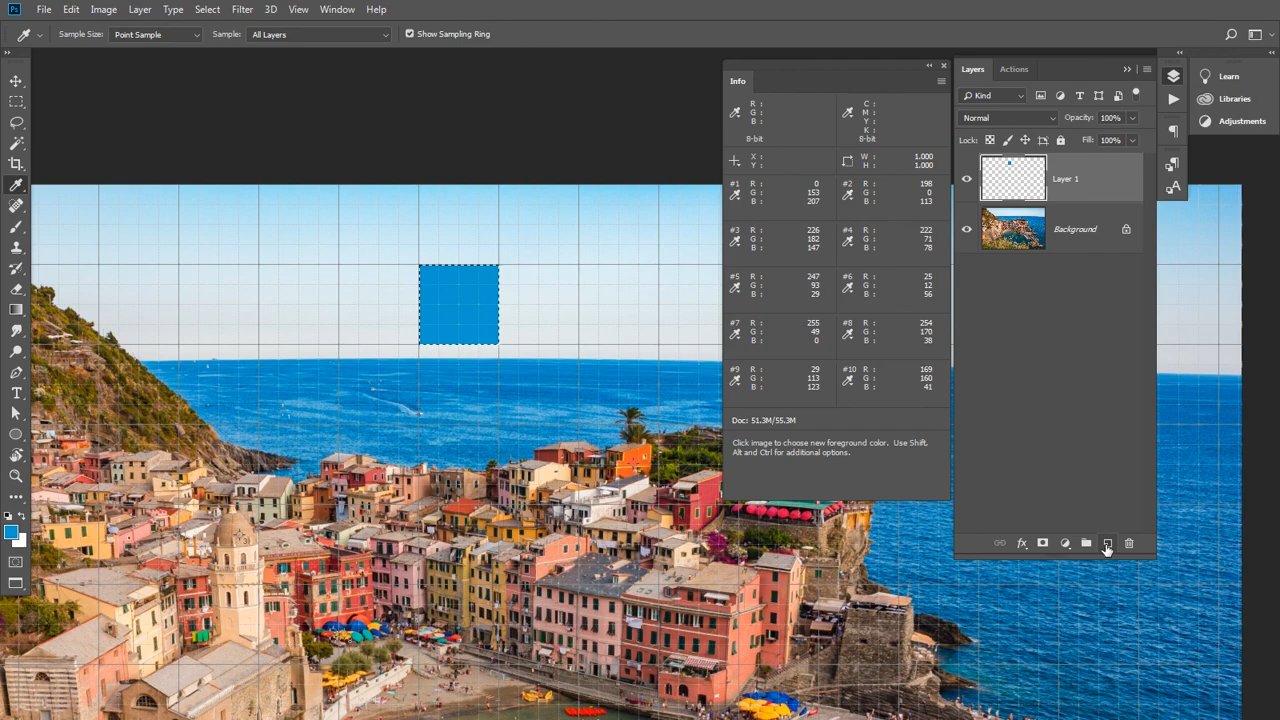 Ps File Edit Image Layer Type Select Filter 3D View Window Help
Sample Size: Point Sample Sample: All Layers Show Sampling Ring
Info
R :
G :
B :
8-bit
C :
M :
Y :
K :
8-bit
X :
Y :
W : 1.000
H : 1.000
#1 R : 0
G : 153
B : 207
#2 R : 198
G : 0
B : 113
#3 R : 226
G : 182
B : 147
#4 R : 222
G : 71
B : 78
#5 R : 247
G : 93
B : 29
#6 R : 25
G : 12
B : 56
#7 R : 255
G : 49
B : 0
#8 R : 254
G : 170
B : 38
#9 R : 29
G : 113
B : 123
#10 R : 169
G : 160
B : 41
Doc: 51.3M/55.3M
Click image to choose new foreground color. Use Shift,
Alt and Ctrl for additional options.
Layers Actions
Kind
Normal Opacity: 100%
Lock: Fill: 100%
Layer 1
Background
fx
Learn
Libraries
Adjustments